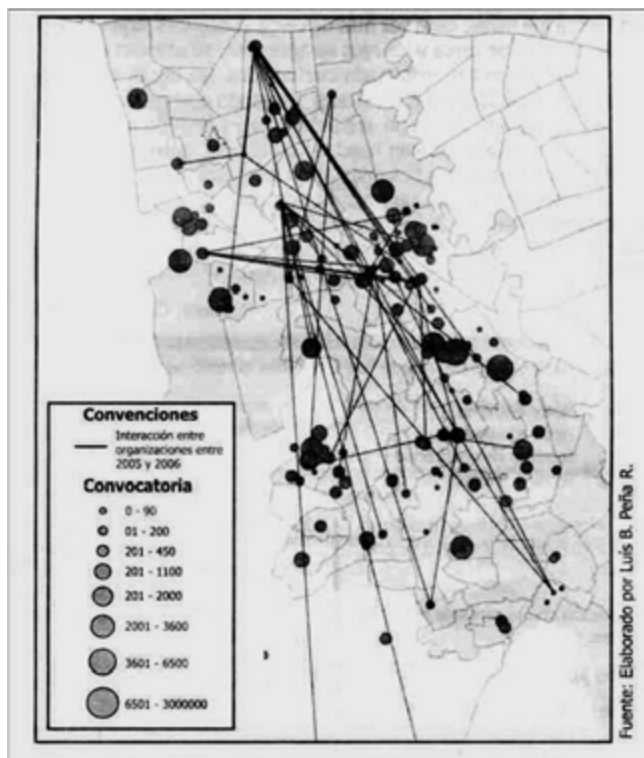 Convenciones
Interacción entre
organizaciones entre
2005 y 2006
Convocatoria
0 - 90
01 - 200
201 - 450
201 - 1100
201 - 2000
2001 - 3600
3601 - 6500
6501 - 3000000
Fuente: Elaborado por Luis B. Peña R.